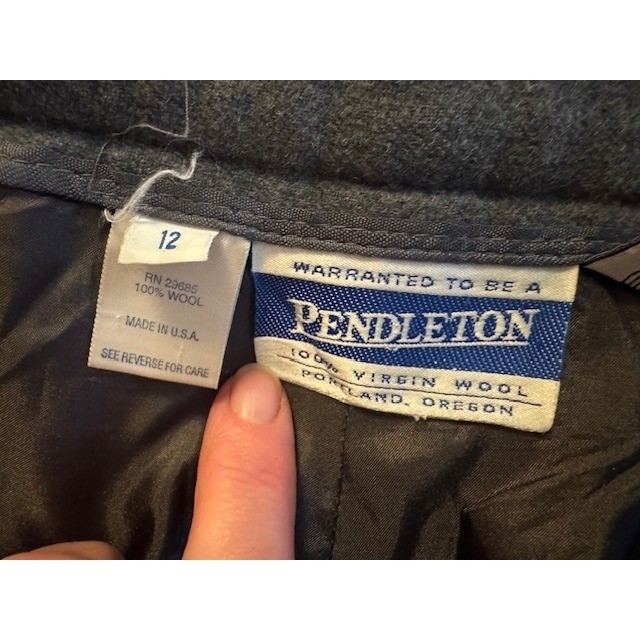 12
RN 29685
100% WOOL
MADE IN U.S.A.
SEE REVERSE FOR CARE
WARRANTED TO BE A
PENDLETON
100% VIRGIN WOOL
PORTLAND, OREGON